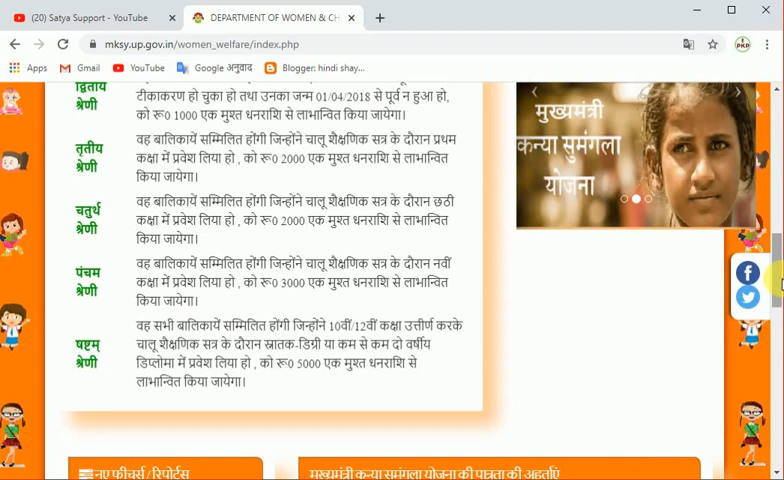 (20) Satya Support - YouTube
DEPARTMENT OF WOMEN & CH
mksy.up.gov.in/women_welfare/index.php
Apps
Gmail
YouTube
Google अनुवाद
Blogger: hindi shay...
द्वितीय
श्रेणी
टीकाकरण हो चुका हो तथा उनका जन्म 01/04/2018 से पूर्व न हुआ हो,
को रू0 1000 एक मुश्त धनराशि से लाभान्वित किया जायेगा।
तृतीय
श्रेणी
वह बालिकायें सम्मिलित होंगी जिन्होंने चालू शैक्षणिक सत्र के दौरान प्रथम
कक्षा में प्रवेश लिया हो , को रू0 2000 एक मुश्त धनराशि से लाभान्वित
किया जायेगा।
चतुर्थ
श्रेणी
वह बालिकायें सम्मिलित होंगी जिन्होंने चालू शैक्षणिक सत्र के दौरान छठी
कक्षा में प्रवेश लिया हो, को रू0 2000 एक मुश्त धनराशि से लाभान्वित
किया जायेगा।
पंचम
श्रेणी
वह बालिकायें सम्मिलित होंगी जिन्होंने चालू शैक्षणिक सत्र के दौरान नवीं
कक्षा में प्रवेश लिया हो, को रू0 3000 एक मुश्त धनराशि से लाभान्वित
किया जायेगा।
षष्टम्
श्रेणी
वह सभी बालिकायें सम्मिलित होंगी जिन्होंने 10वीं/12वीं कक्षा उत्तीर्ण करके
चालू शैक्षणिक सत्र के दौरान स्नातक-डिग्री या कम से कम दो वर्षीय
डिप्लोमा में प्रवेश लिया हो , को रू0 5000 एक मुश्त धनराशि से
लाभान्वित किया जायेगा।
मुख्यमंत्री
कन्या सुमंगला
योजना
नए फीचर्स / रिपोर्टस
मुख्यमंत्री कन्या सुमंगला योजना की पात्रता की अर्हताएं